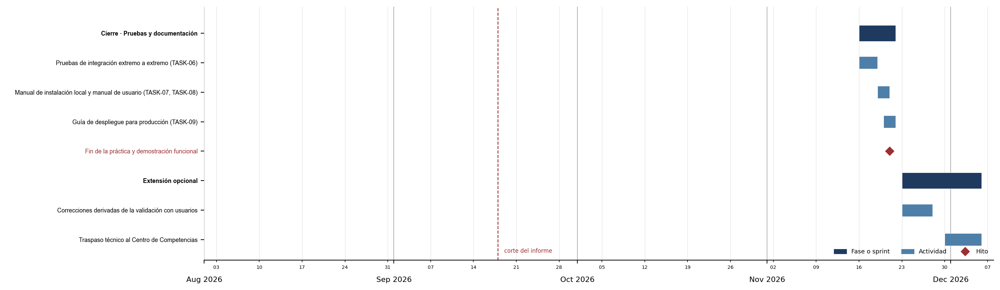 Cierre · Pruebas y documentación
Pruebas de integración extremo a extremo (TASK-06)
Manual de instalación local y manual de usuario (TASK-07, TASK-08)
Guía de despliegue para producción (TASK-09)
Fin de la práctica y demostración funcional
Extensión opcional
Correcciones derivadas de la validación con usuarios
Traspaso técnico al Centro de Competencias
corte del informe
Fase o sprint Actividad Hito
03 10 17 24 31 07 14 21 28 05 12 19 26 02 09 16 23 30 07
Aug 2026 Sep 2026 Oct 2026 Nov 2026 Dec 2026